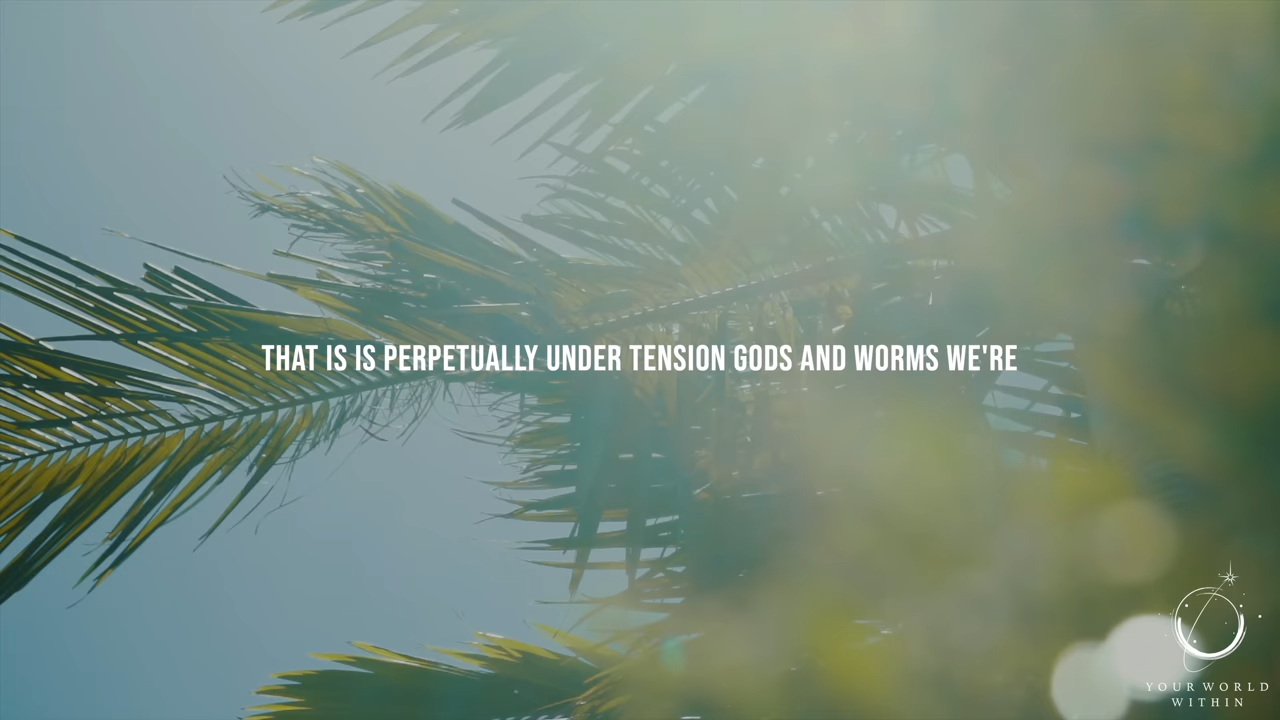 THAT IS IS PERPETUALLY UNDER TENSION GODS AND WORMS WE'RE
YOUR WORLD
WITHIN